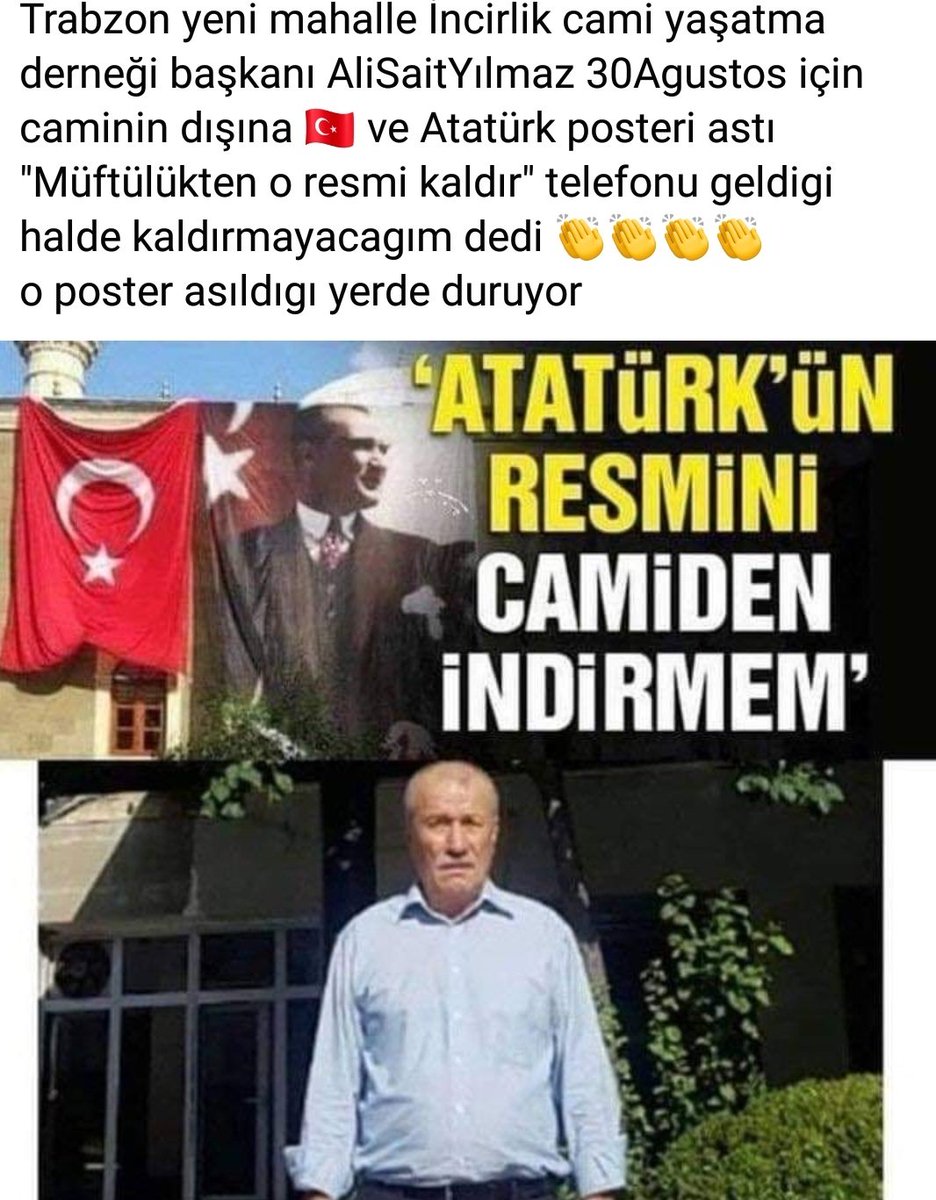 Trabzon yeni mahalle İncirlik cami yaşatma
derneği başkanı AliSaitYılmaz 30Agustos için
caminin dışına 🇹🇷 ve Atatürk posteri astı
"Müftülükten o resmi kaldır" telefonu geldigi
halde kaldırmayacagım dedi 👏👏👏👏
o poster asıldıgı yerde duruyor
‘ATATÜRK’ÜN
RESMİNİ
CAMİDEN
İNDİRMEM’